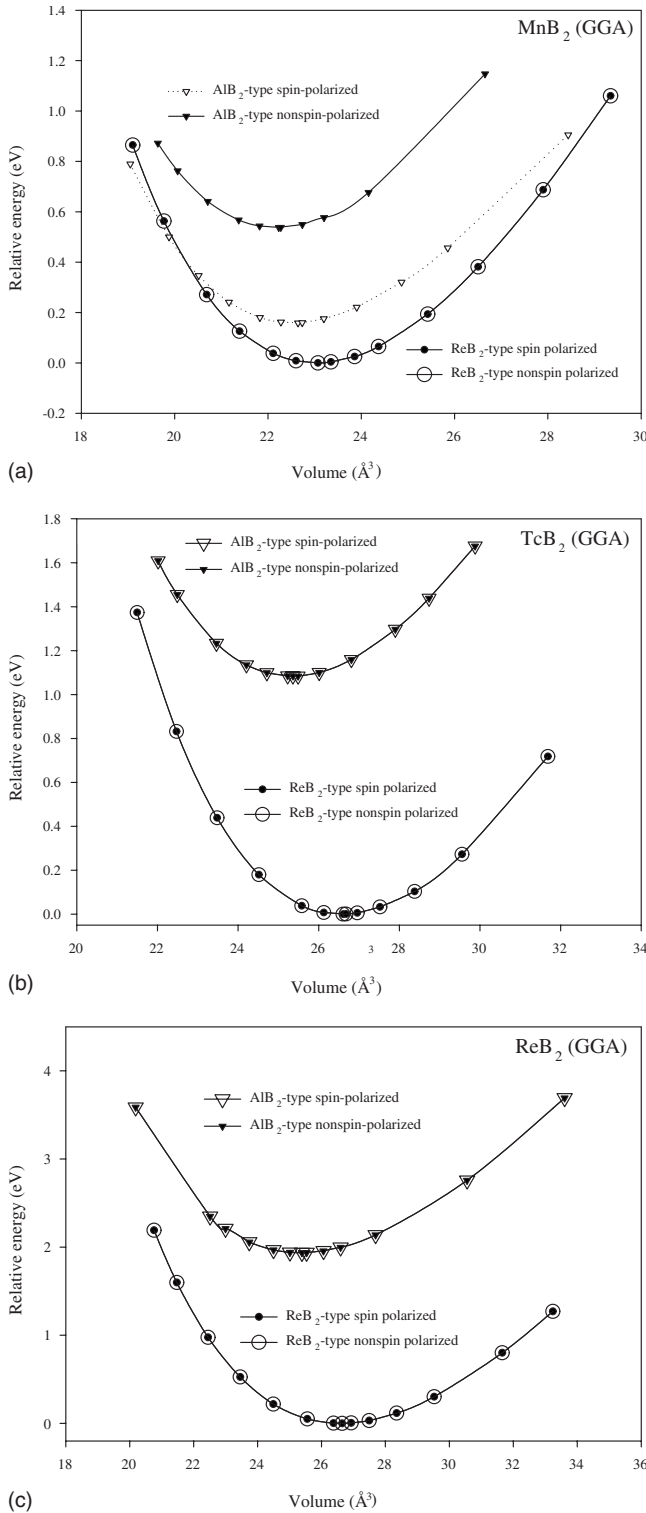 MnB₂ (GGA)
1.4
1.2
1.0
0.8
0.6
0.4
0.2
0.0
-0.2
Relative energy (eV)
AlB₂-type spin-polarized
AlB₂-type nonspin-polarized
ReB₂-type spin polarized
ReB₂-type nonspin polarized
18 20 22 24 26 28 30
Volume (Å³)
(a)
TcB₂ (GGA)
1.8
1.6
1.4
1.2
1.0
0.8
0.6
0.4
0.2
0.0
Relative energy (eV)
AlB₂-type spin-polarized
AlB₂-type nonspin-polarized
ReB₂-type spin polarized
ReB₂-type nonspin polarized
20 22 24 26 28 30 32 34
3
Volume (Å³)
(b)
ReB₂ (GGA)
4
3
2
1
0
Relative energy (eV)
AlB₂-type spin-polarized
AlB₂-type nonspin-polarized
ReB₂-type spin polarized
ReB₂-type nonspin polarized
18 20 22 24 26 28 30 32 34 36
Volume (Å³)
(c)